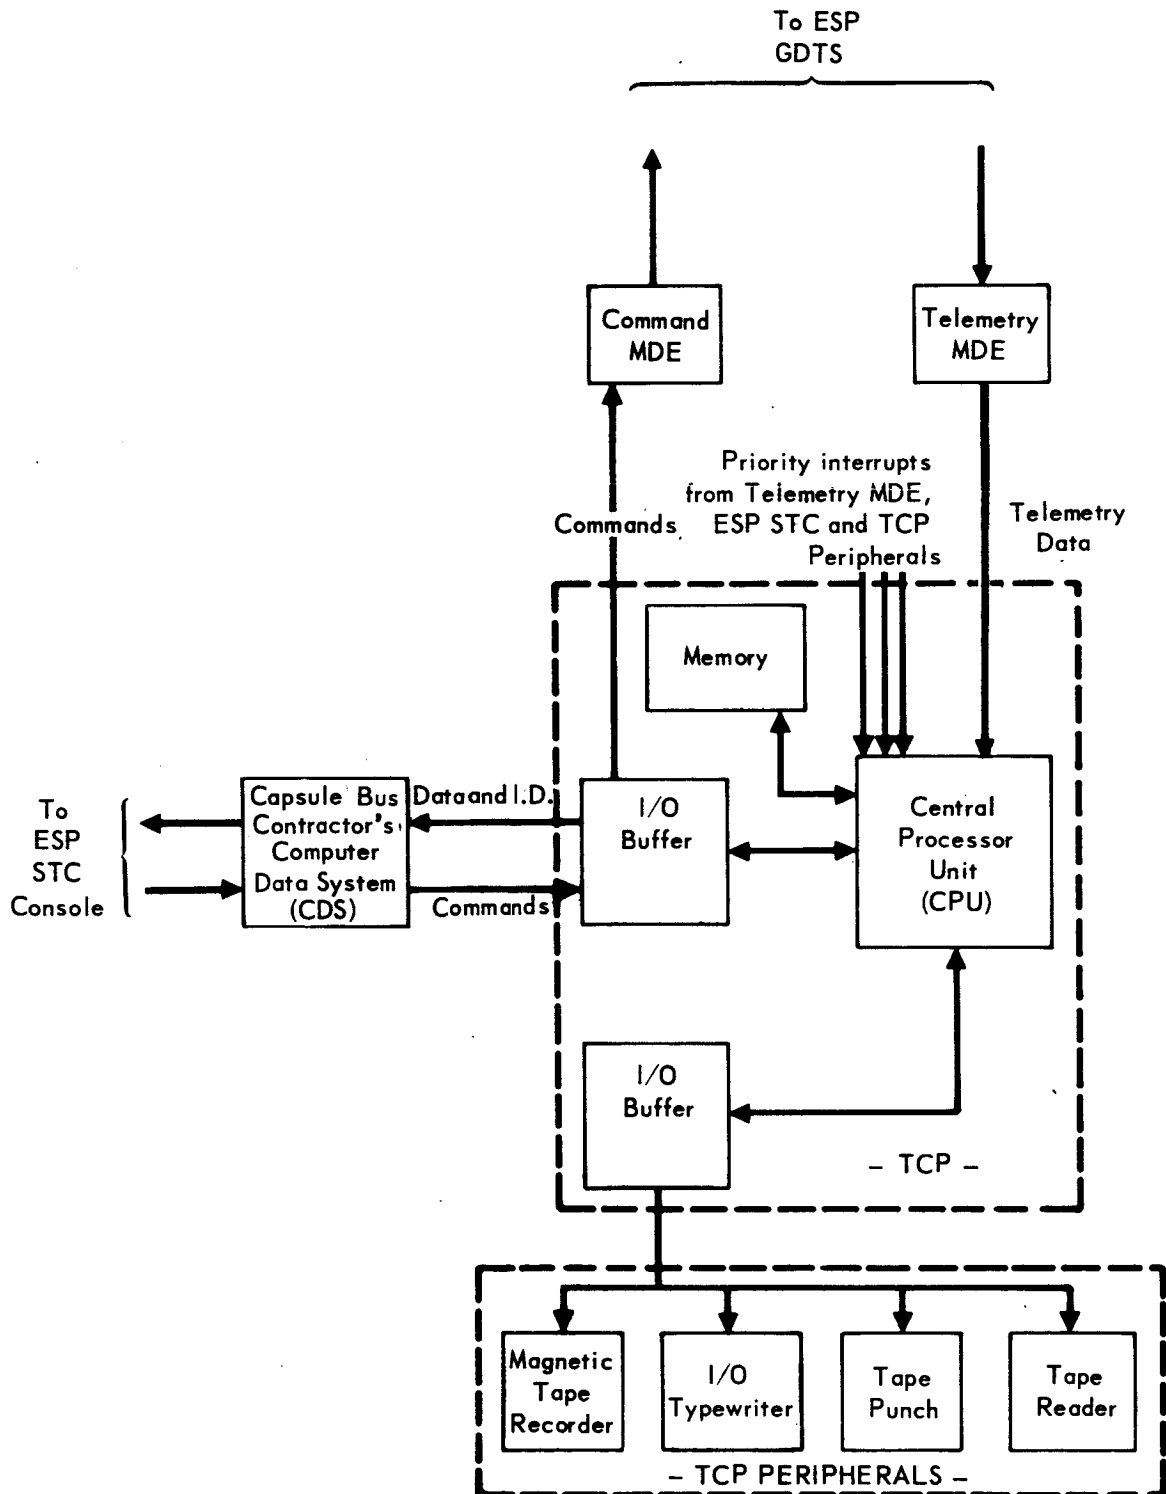 To ESP
GDTS
Command
MDE
Telemetry
MDE
Priority interrupts
from Telemetry MDE,
ESP STC and TCP
Peripherals
Commands
Telemetry
Data
Memory
To
ESP
STC
Console
Capsule Bus
Contractor's
Computer
Data System
(CDS)
Data and I.D.
Commands
I/O
Buffer
Central
Processor
Unit
(CPU)
I/O
Buffer
– TCP –
Magnetic
Tape
Recorder
I/O
Typewriter
Tape
Punch
Tape
Reader
– TCP PERIPHERALS –